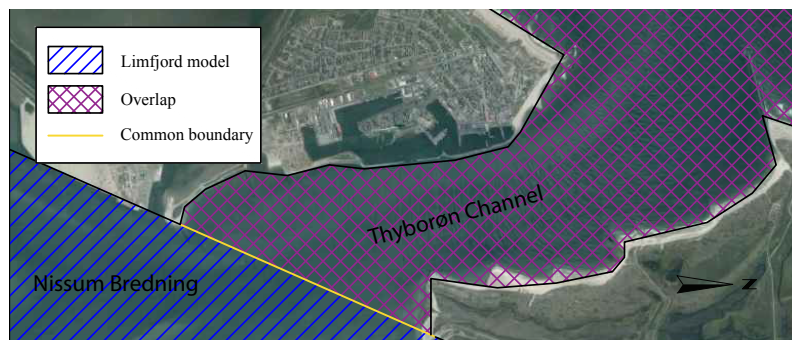 Limfjord model
Overlap
Common boundary
Thyborøn Channel
Nissum Bredning
N